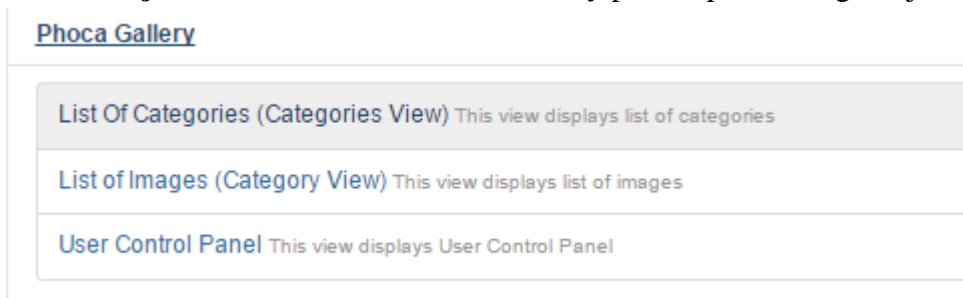 Phoca Gallery
List Of Categories (Categories View) This view displays list of categories
List of Images (Category View) This view displays list of images
User Control Panel This view displays User Control Panel